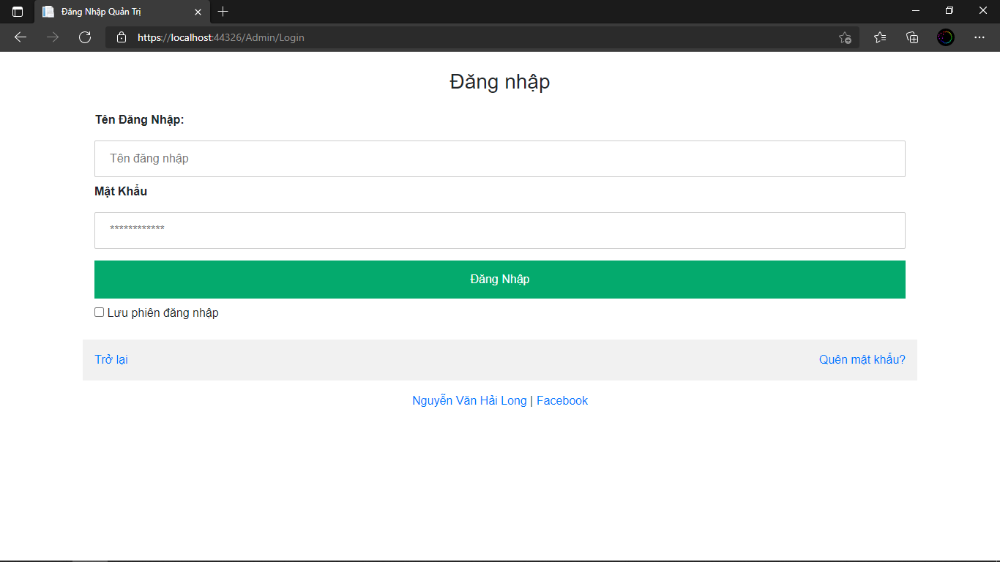 Đăng Nhập Quản Trị
https://localhost:44326/Admin/Login
Đăng nhập
Tên Đăng Nhập:
Tên đăng nhập
Mật Khẩu
************
Đăng Nhập
Lưu phiên đăng nhập
Trở lại Quên mật khẩu?
Nguyễn Văn Hải Long | Facebook